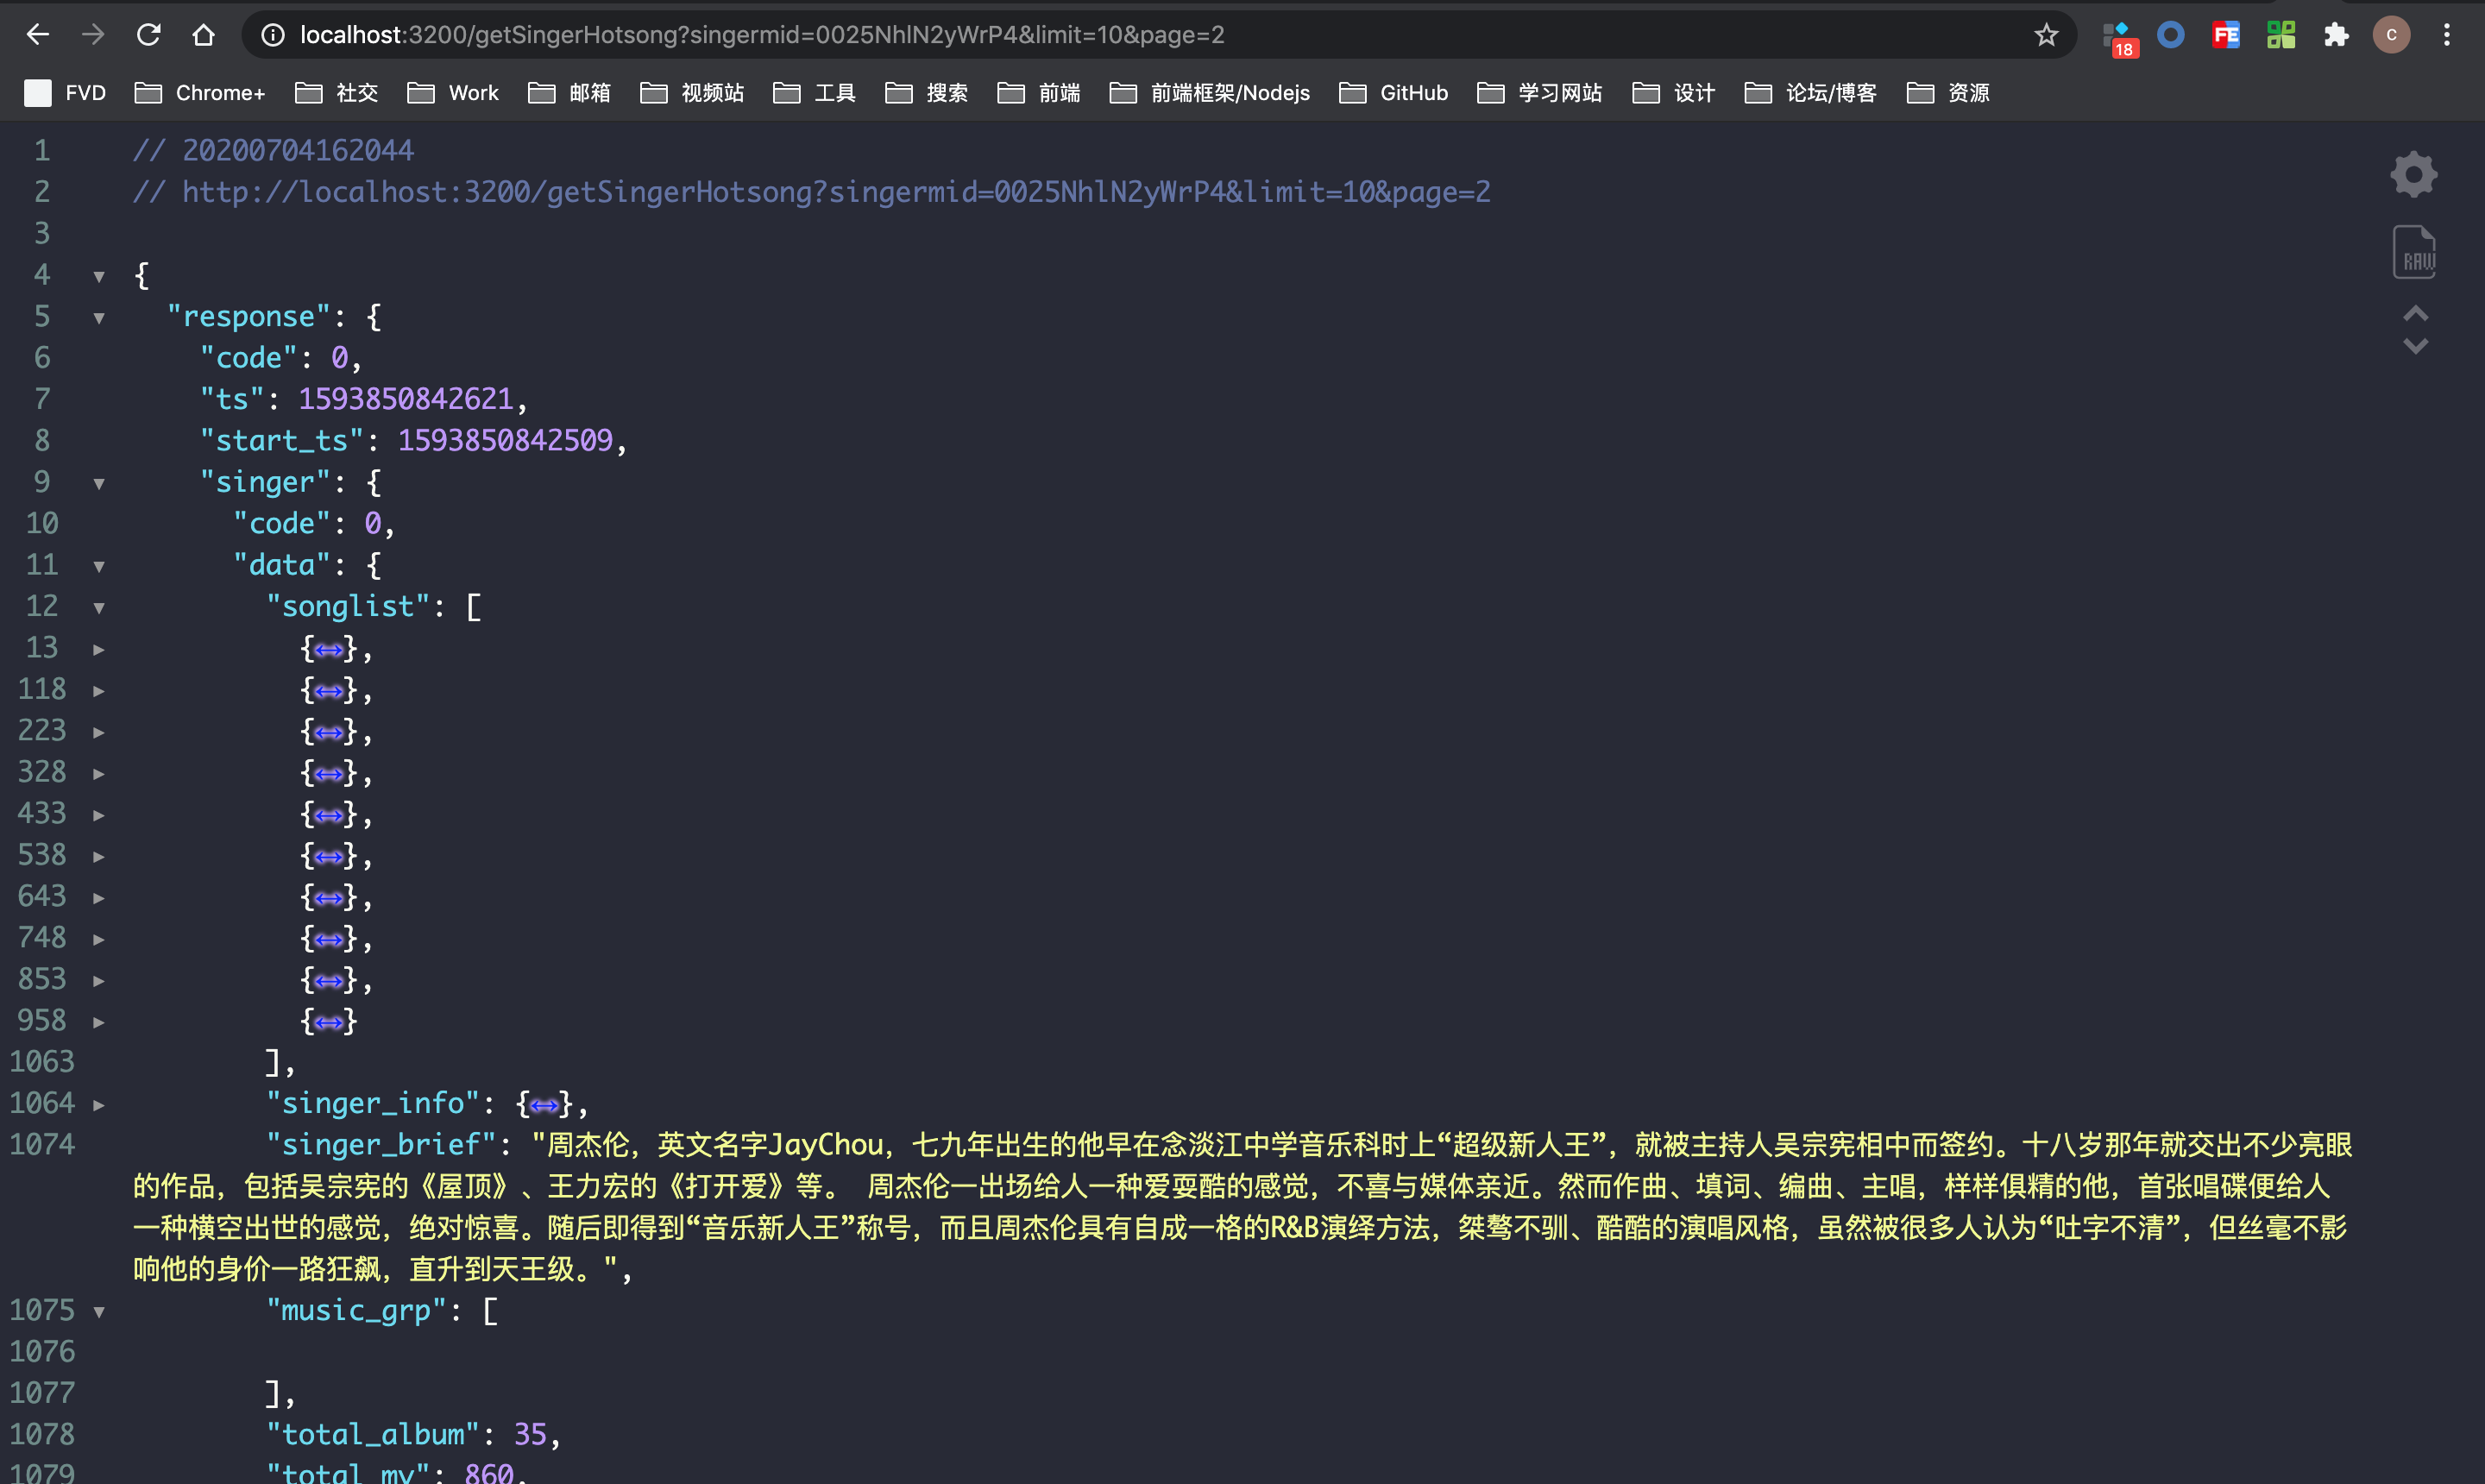 localhost:3200/getSingerHotsong?singermid=0025NhlN2yWrP4&limit=10&page=2
18
FE
C
FVD Chrome+ 社交 Work 邮箱 视频站 工具 搜索 前端 前端框架/Nodejs GitHub 学习网站 设计 论坛/博客 资源
1 // 20200704162044
2 // http://localhost:3200/getSingerHotsong?singermid=0025NhlN2yWrP4&limit=10&page=2
3
RAW
4 {
5 "response": {
6 "code": 0,
7 "ts": 1593850842621,
8 "start_ts": 1593850842509,
9 "singer": {
10 "code": 0,
11 "data": {
12 "songlist": [
13 {↔},
118 {↔},
223 {↔},
328 {↔},
433 {↔},
538 {↔},
643 {↔},
748 {↔},
853 {↔},
958 {↔}
1063 ],
1064 "singer_info": {↔},
1074 "singer_brief": "周杰伦，英文名字JayChou，七九年出生的他早在念淡江中学音乐科时上“超级新人王”，就被主持人吴宗宪相中而签约。十八岁那年就交出不少亮眼
的作品，包括吴宗宪的《屋顶》、王力宏的《打开爱》等。 周杰伦一出场给人一种爱耍酷的感觉，不喜与媒体亲近。然而作曲、填词、编曲、主唱，样样俱精的他，首张唱碟便给人
一种横空出世的感觉，绝对惊喜。随后即得到“音乐新人王”称号，而且周杰伦具有自成一格的R&B演绎方法，桀骜不驯、酷酷的演唱风格，虽然被很多人认为“吐字不清”，但丝毫不影
响他的身价一路狂飙，直升到天王级。",
1075 "music_grp": [
1076
1077 ],
1078 "total_album": 35,
1079 "total_mv": 860,